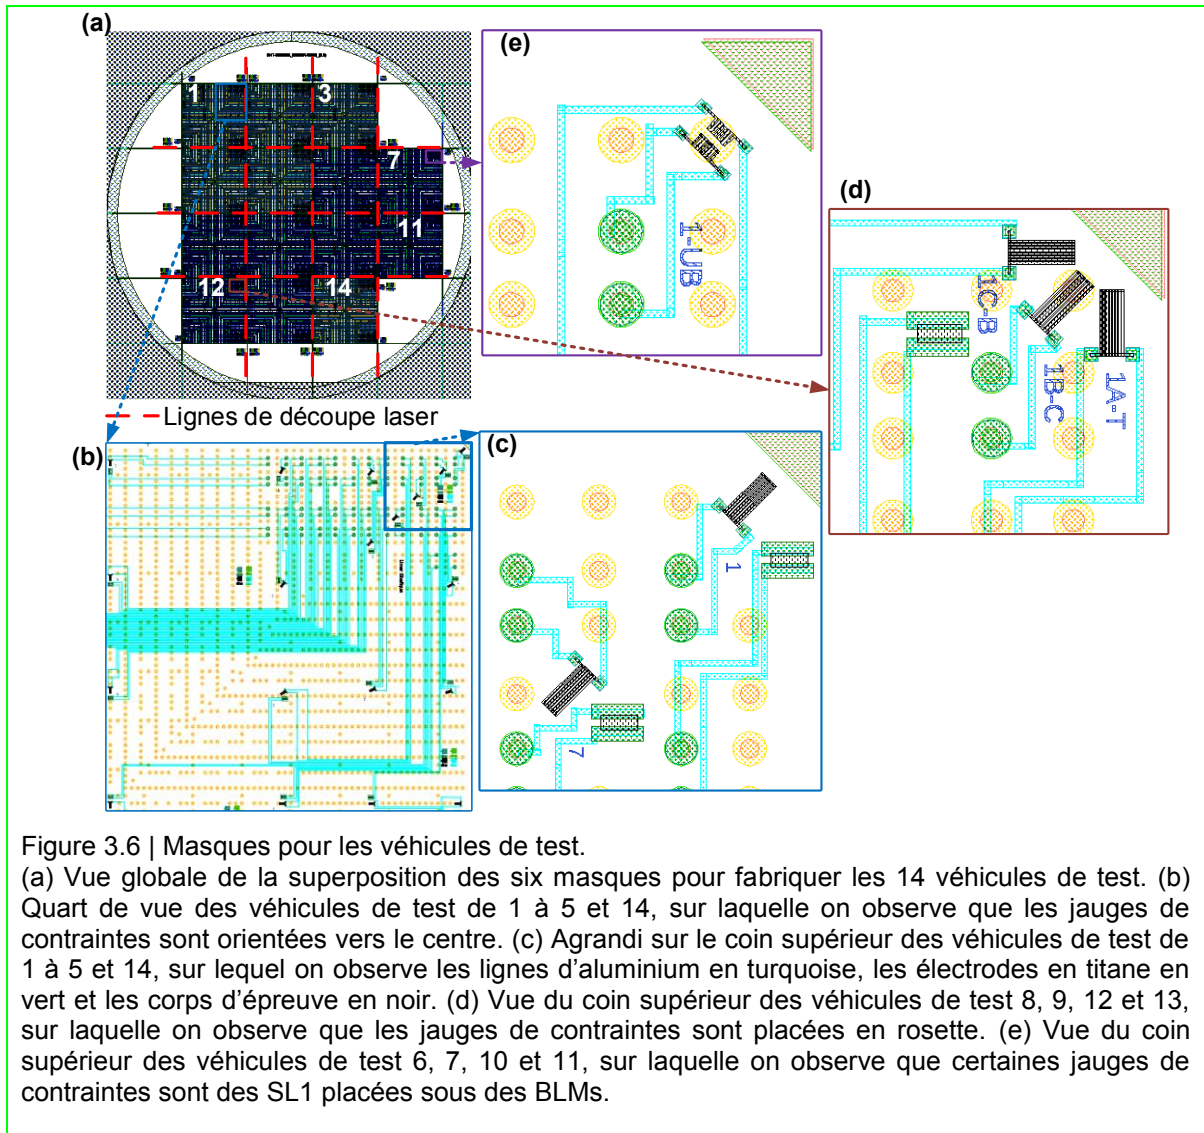 (a)
1
3
7
11
12
14
Lignes de découpe laser
(e)
1-UB
(d)
1C-B
1B-C
1A-T
(b)
(c)
1
7
Figure 3.6 | Masques pour les véhicules de test.
(a) Vue globale de la superposition des six masques pour fabriquer les 14 véhicules de test. (b)
Quart de vue des véhicules de test de 1 à 5 et 14, sur laquelle on observe que les jauges de
contraintes sont orientées vers le centre. (c) Agrandi sur le coin supérieur des véhicules de test de
1 à 5 et 14, sur lequel on observe les lignes d’aluminium en turquoise, les électrodes en titane en
vert et les corps d’épreuve en noir. (d) Vue du coin supérieur des véhicules de test 8, 9, 12 et 13,
sur laquelle on observe que les jauges de contraintes sont placées en rosette. (e) Vue du coin
supérieur des véhicules de test 6, 7, 10 et 11, sur laquelle on observe que certaines jauges de
contraintes sont des SL1 placées sous des BLMs.